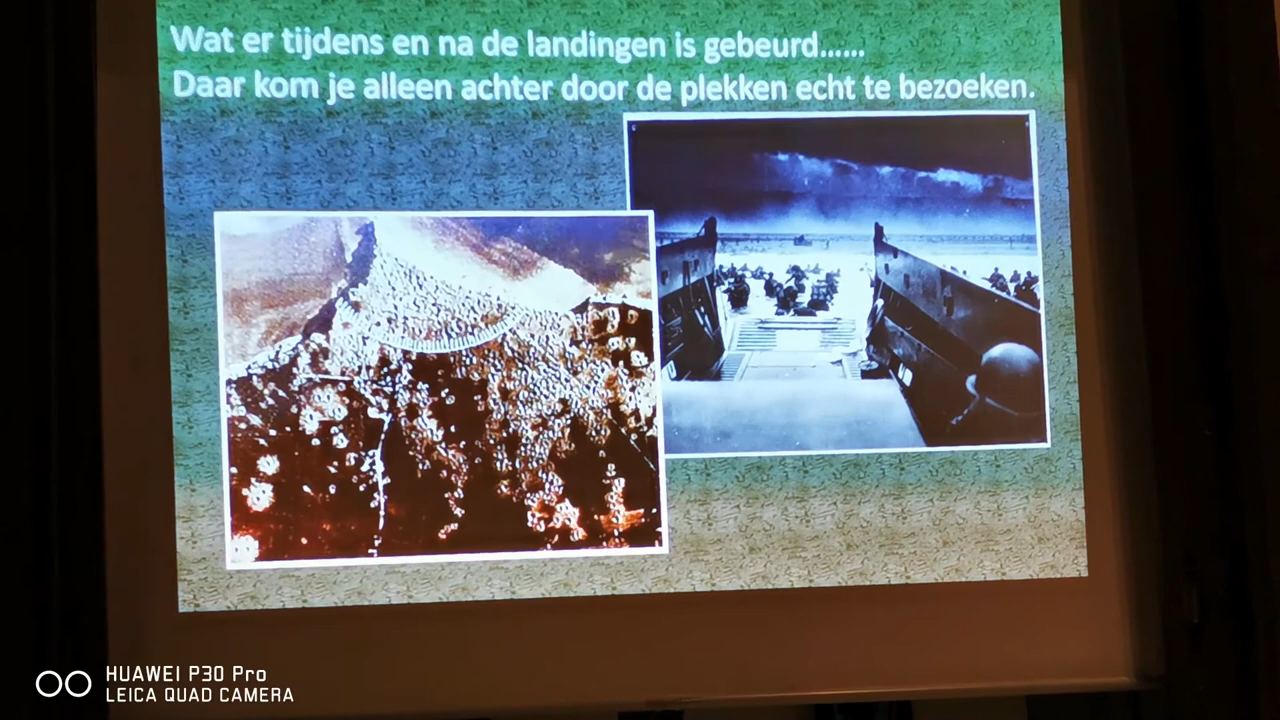 Wat er tijdens en na de landingen is gebeurd......
Daar kom je alleen achter door de plekken echt te bezoeken.
HUAWEI P30 Pro
LEICA QUAD CAMERA